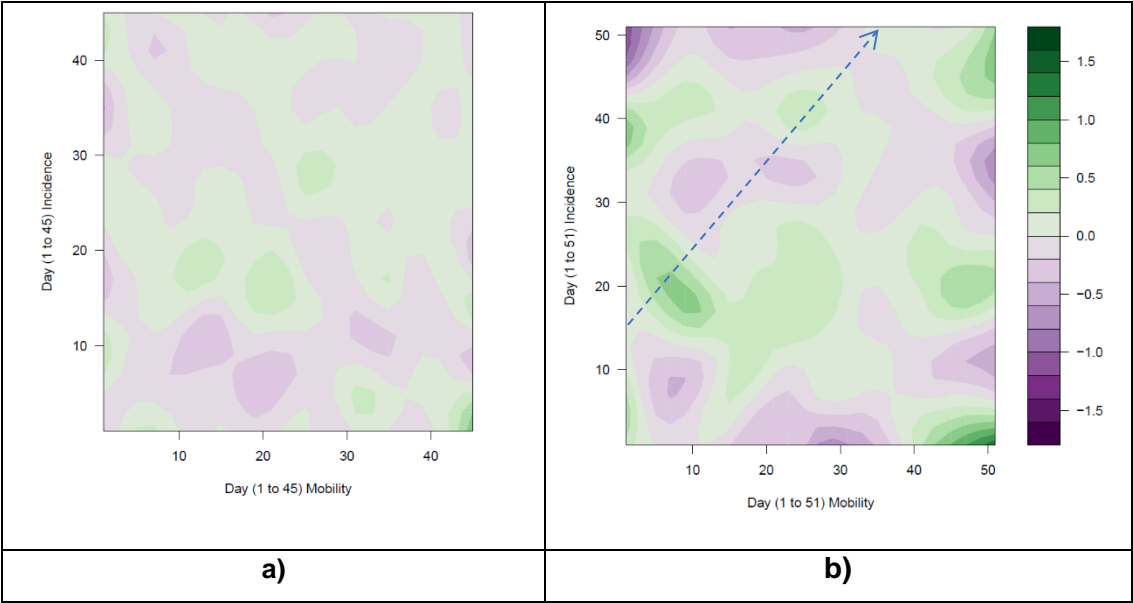 40
30
20
10
Day (1 to 45) Incidence
10 20 30 40
Day (1 to 45) Mobility
50
40
30
20
10
Day (1 to 51) Incidence
10 20 30 40 50
Day (1 to 51) Mobility
1.5
1.0
0.5
0.0
−0.5
−1.0
−1.5
a)
b)